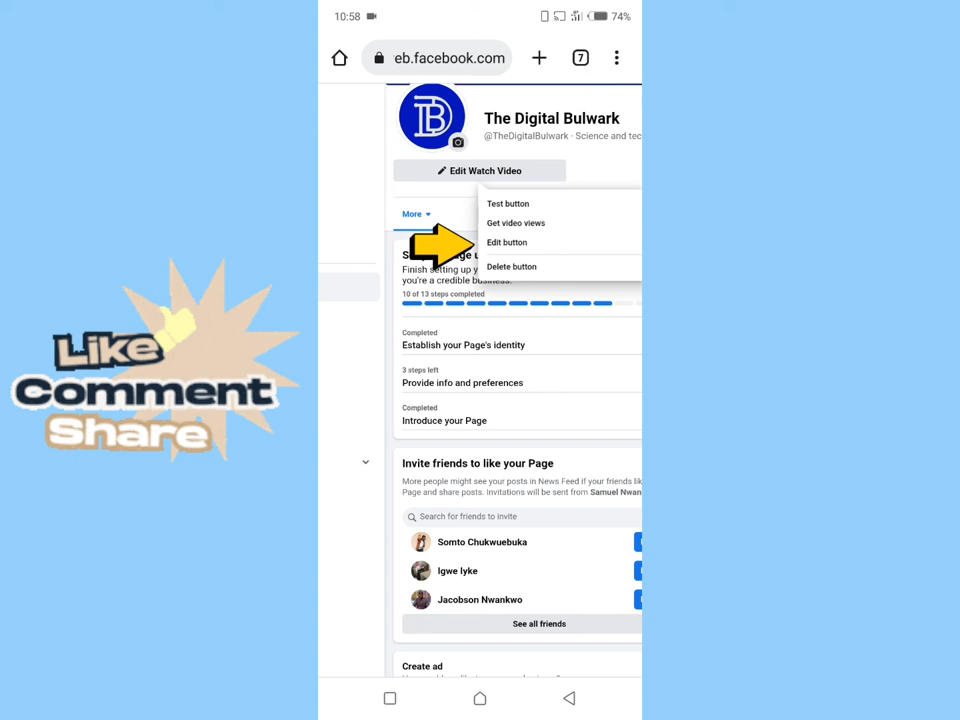 10:58
74%
eb.facebook.com
7
The Digital Bulwark
@TheDigitalBulwark · Science and tec
Edit Watch Video
Test button
Get video views
Edit button
Delete button
More
Finish setting up y
you're a credible business.
10 of 13 steps completed
Completed
Establish your Page's identity
3 steps left
Provide info and preferences
Completed
Introduce your Page
Invite friends to like your Page
More people might see your posts in News Feed if your friends lik
Page and share posts. Invitations will be sent from Samuel Nwan
Search for friends to invite
Somto Chukwuebuka
Igwe Iyke
Jacobson Nwankwo
See all friends
Create ad
Like
Comment
Share